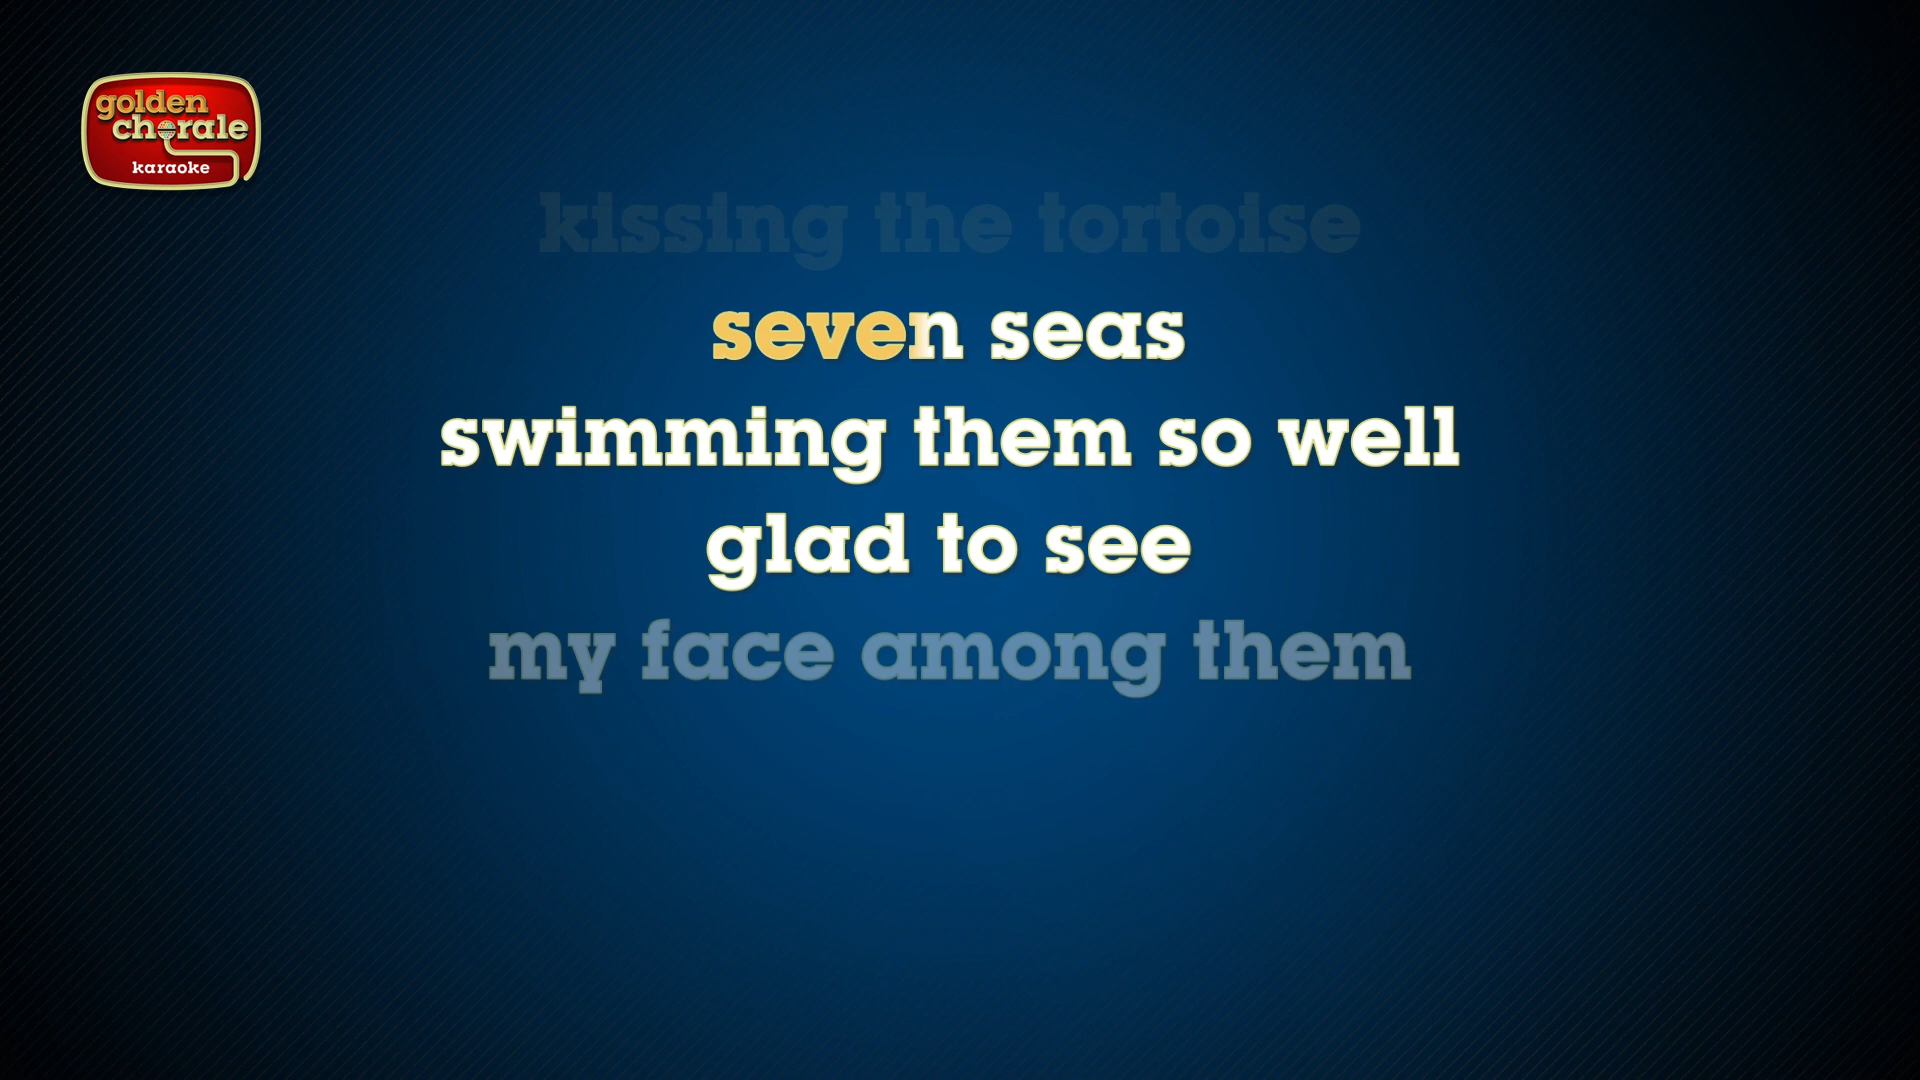 golden
chorale
karaoke
kissing the tortoise
seven seas
swimming them so well
glad to see
my face among them